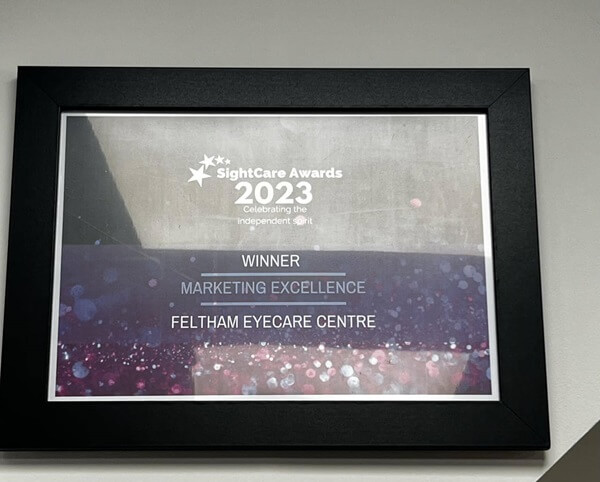 SightCare Awards
2023
Celebrating the
independent spirit
WINNER
MARKETING EXCELLENCE
FELTHAM EYECARE CENTRE